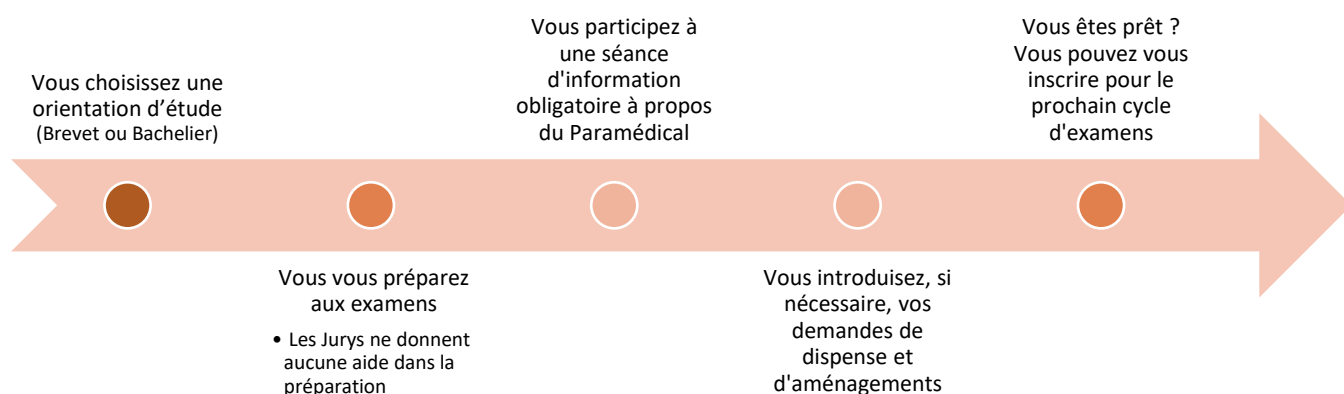 Vous choisissez une
orientation d’étude
(Brevet ou Bachelier)
Vous vous préparez
aux examens
• Les Jurys ne donnent
aucune aide dans la
préparation
Vous participez à
une séance
d'information
obligatoire à propos
du Paramédical
Vous introduisez, si
nécessaire, vos
demandes de
dispense et
d'aménagements
Vous êtes prêt ?
Vous pouvez vous
inscrire pour le
prochain cycle
d'examens